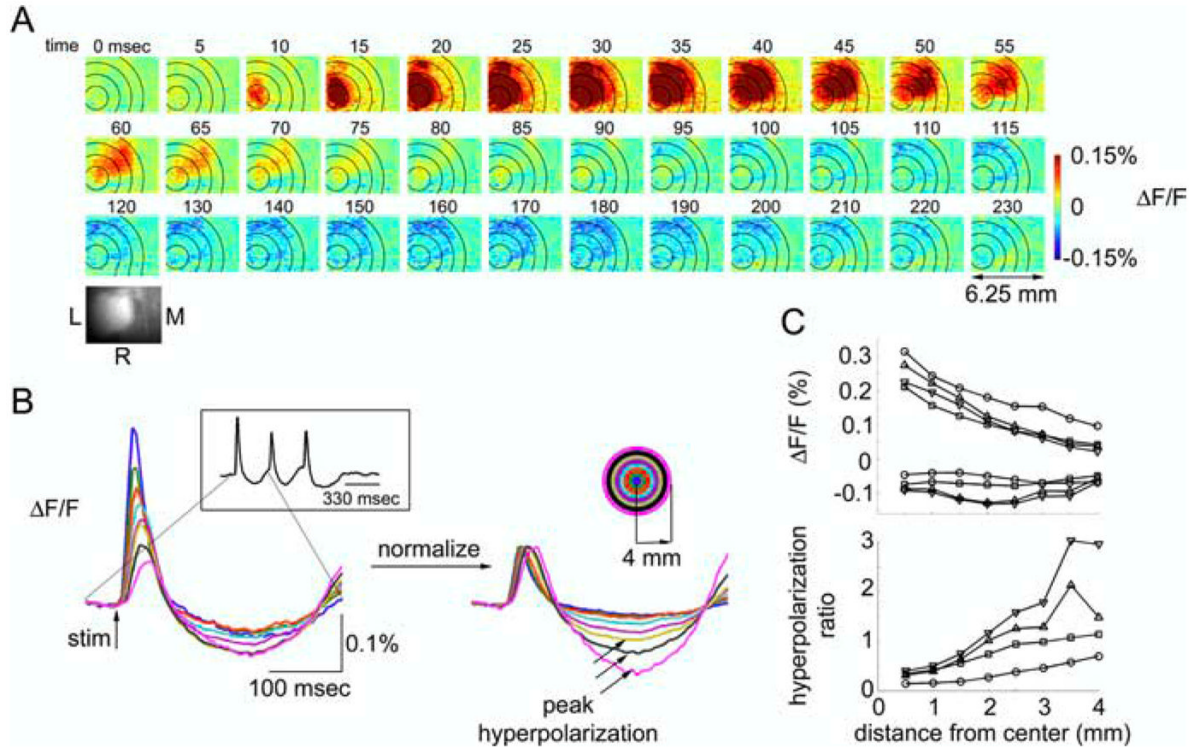 A
time 0 msec 5 10 15 20 25 30 35 40 45 50 55
60 65 70 75 80 85 90 95 100 105 110 115
0.15%
0
-0.15%
ΔF/F
120 130 140 150 160 170 180 190 200 210 220 230
6.25 mm
L M
R
B
ΔF/F
330 msec
stim
0.1%
100 msec
normalize
4 mm
peak
hyperpolarization
C
ΔF/F (%)
0.3
0.2
0.1
0
-0.1
hyperpolarization
ratio
3
2
1
0
0 1 2 3 4
distance from center (mm)